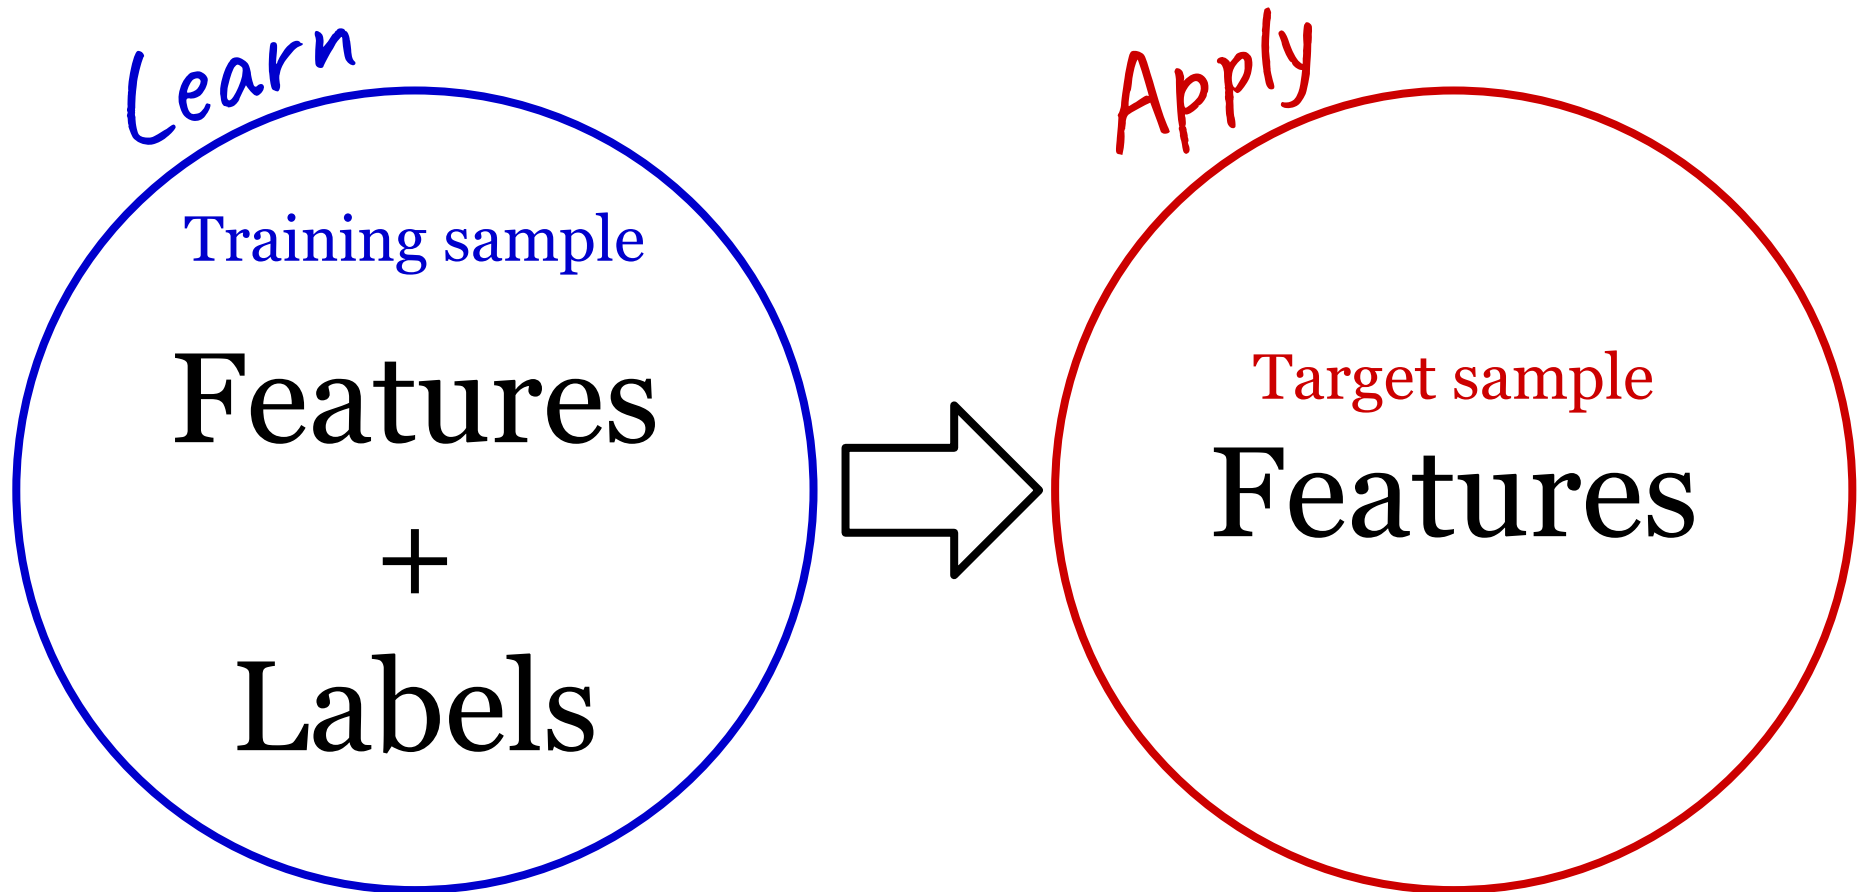 Learn
Training sample
Features
+
Labels
Apply
Target sample
Features